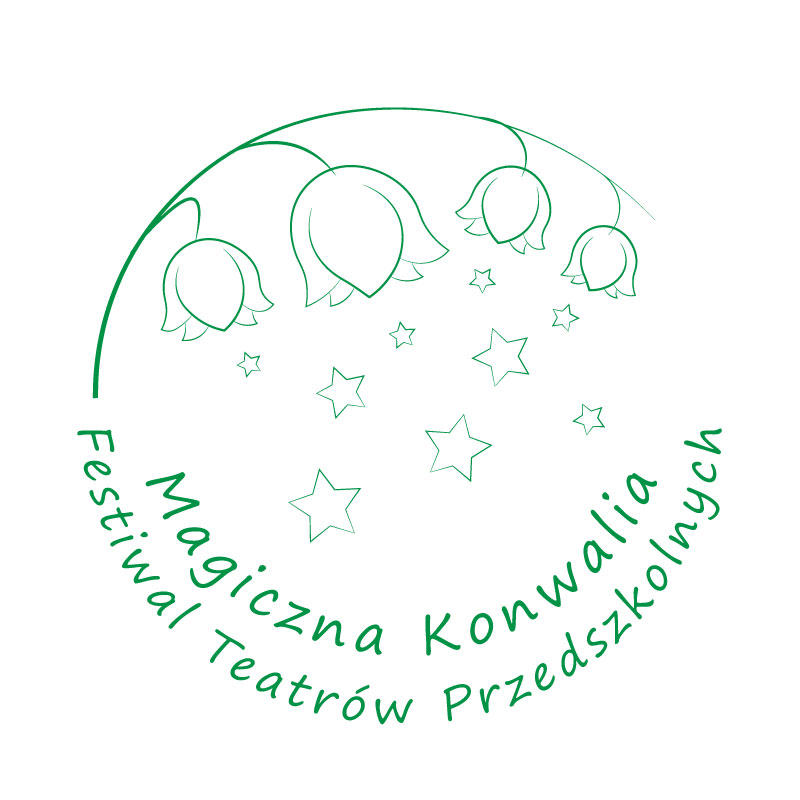 Magiczna Konwalia
Festiwal Teatrów Przedszkolnych